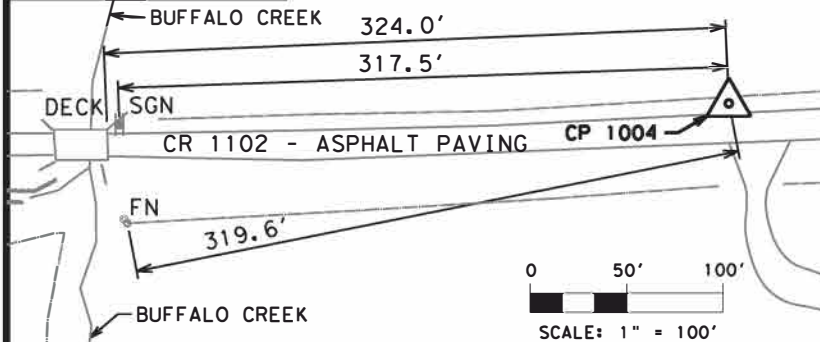 BUFFALO CREEK
324.0'
317.5'
DECK
SGN
CR 1102 - ASPHALT PAVING
CP 1004
FN
319.6'
0 50' 100'
BUFFALO CREEK
SCALE: 1" = 100'